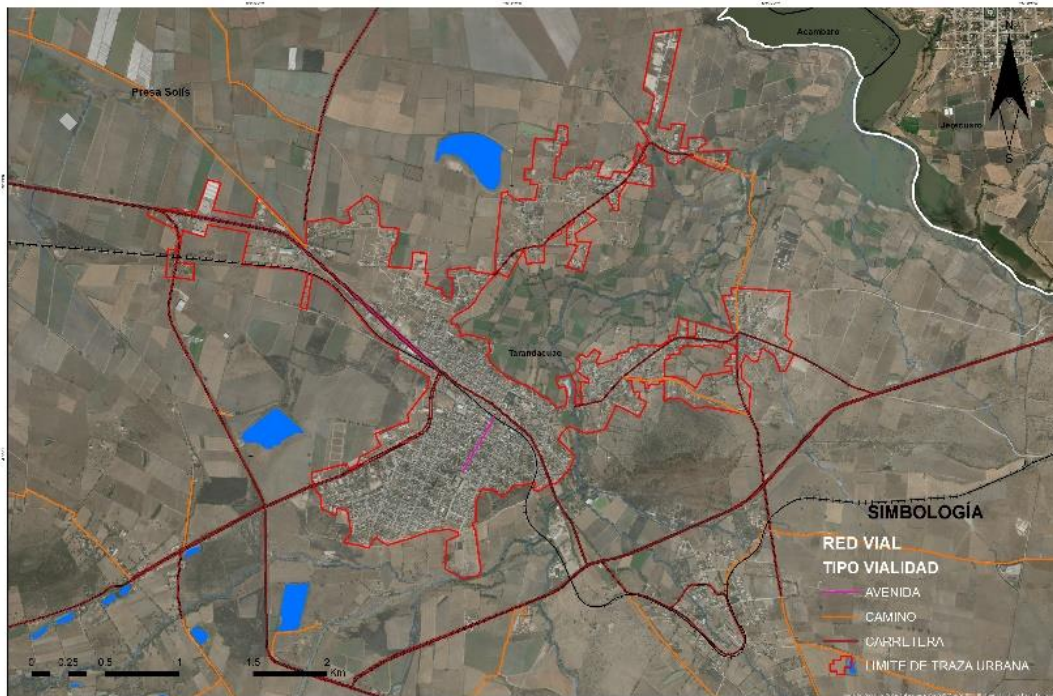 Acambaro
N
Presa Solís
Jerecuaro
S
Tarandacuao
SIMBOLOGÍA
RED VIAL
TIPO VIALIDAD
AVENIDA
CAMINO
CARRETERA
LIMITE DE TRAZA URBANA
0 0.25 0.5 1 1.5 2
Km